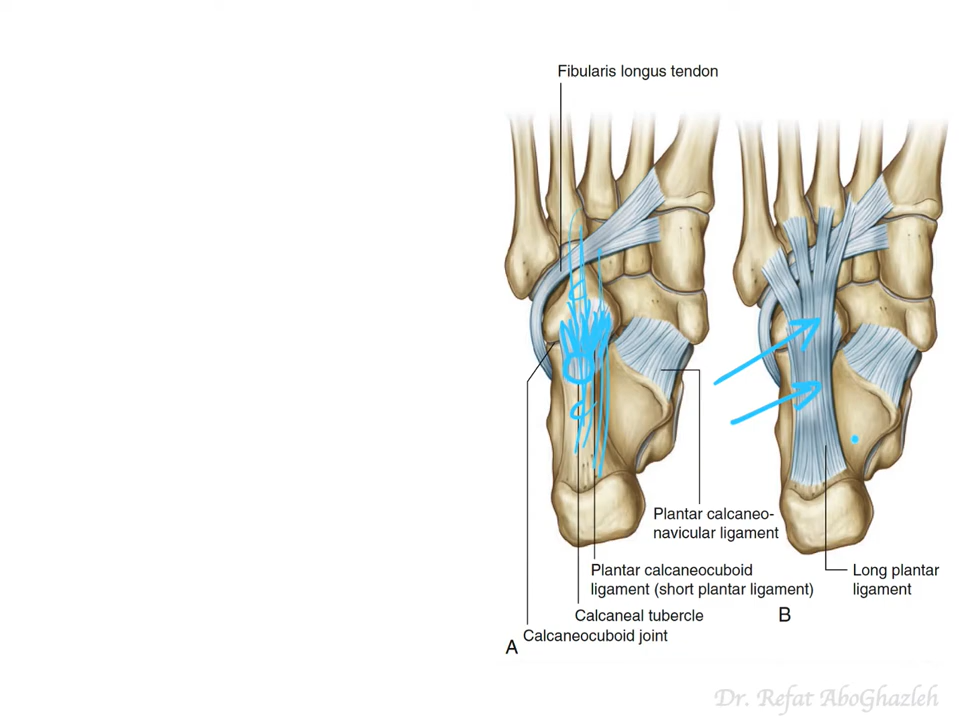 Fibularis longus tendon
Plantar calcaneo-
navicular ligament
Plantar calcaneocuboid
ligament (short plantar ligament)
Long plantar
ligament
Calcaneal tubercle
Calcaneocuboid joint
A
B
Dr. Refat AboGhazleh